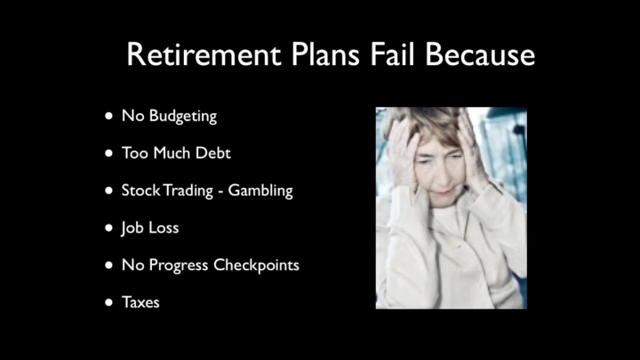 Retirement Plans Fail Because
• No Budgeting
• Too Much Debt
• Stock Trading - Gambling
• Job Loss
• No Progress Checkpoints
• Taxes